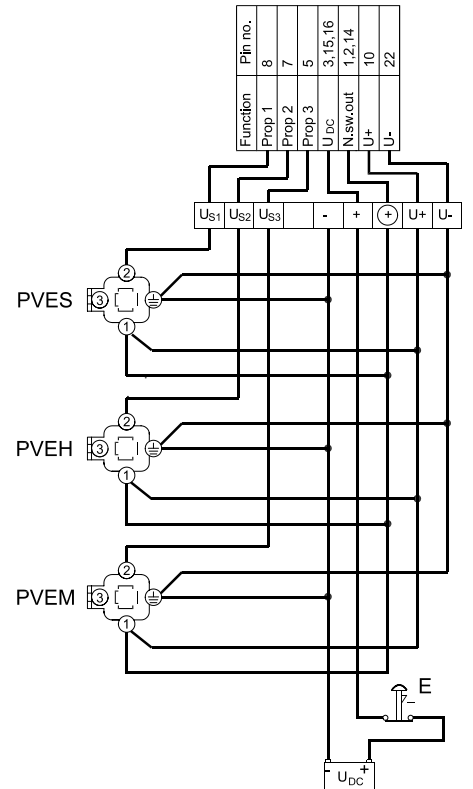 Pin no. 8 7 5 3,15,16 1,2,14 10 22
Function Prop 1 Prop 2 Prop 3 UDC N.sw.out U+ U-
US1 US2 US3 - + + U+ U-
2
PVES 3
1
2
PVEH 3
1
2
PVEM 3
1
E
-
- UDC +